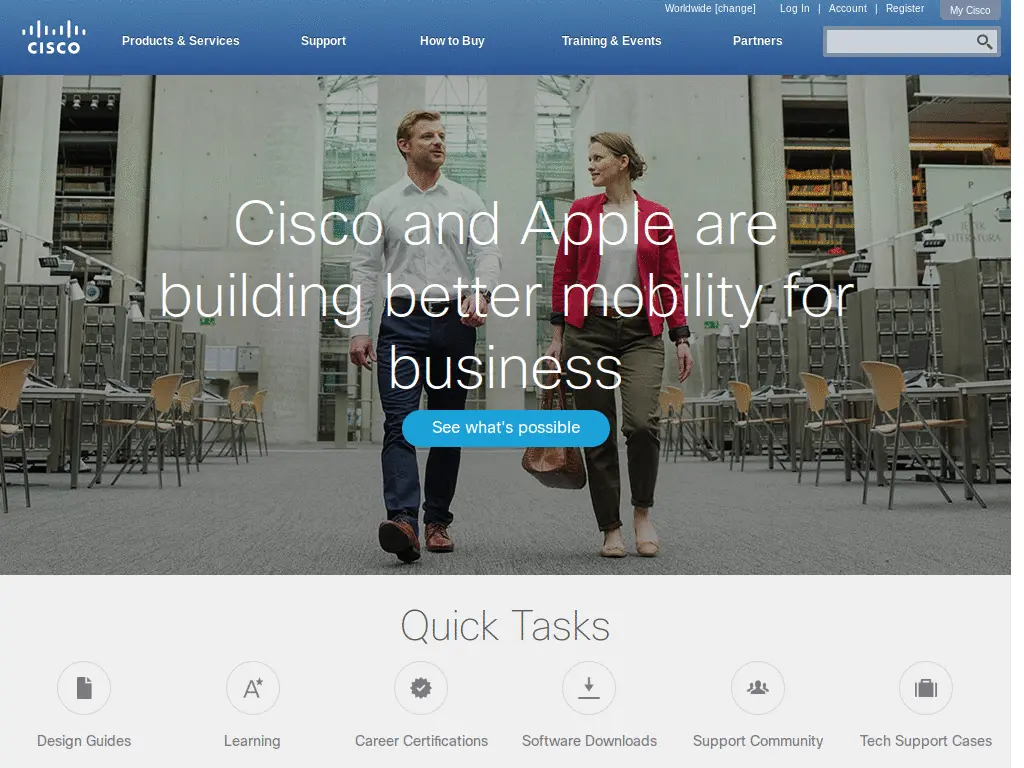 Worldwide [change] Log In | Account | Register My Cisco
CISCO
Products & Services Support How to Buy Training & Events Partners
P
JĘZYK
LITERATURA
Cisco and Apple are
building better mobility for
business
See what's possible
Quick Tasks
Design Guides Learning Career Certifications Software Downloads Support Community Tech Support Cases